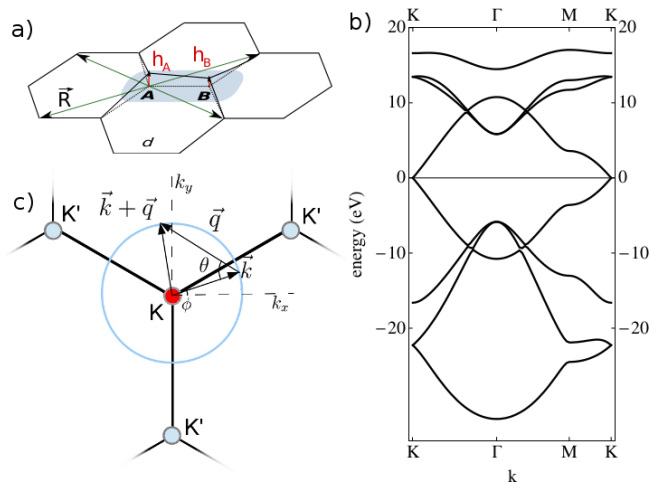 a)
h_A
h_B
R⃗
A
B
d
c)
k_y
K'
k⃗ + q⃗
q⃗
K'
θ
k⃗
K
ϕ
k_x
K'
b)
K Γ M K
20 20
10 10
0 0
−10 −10
−20 −20
energy (eV)
K Γ M K
k